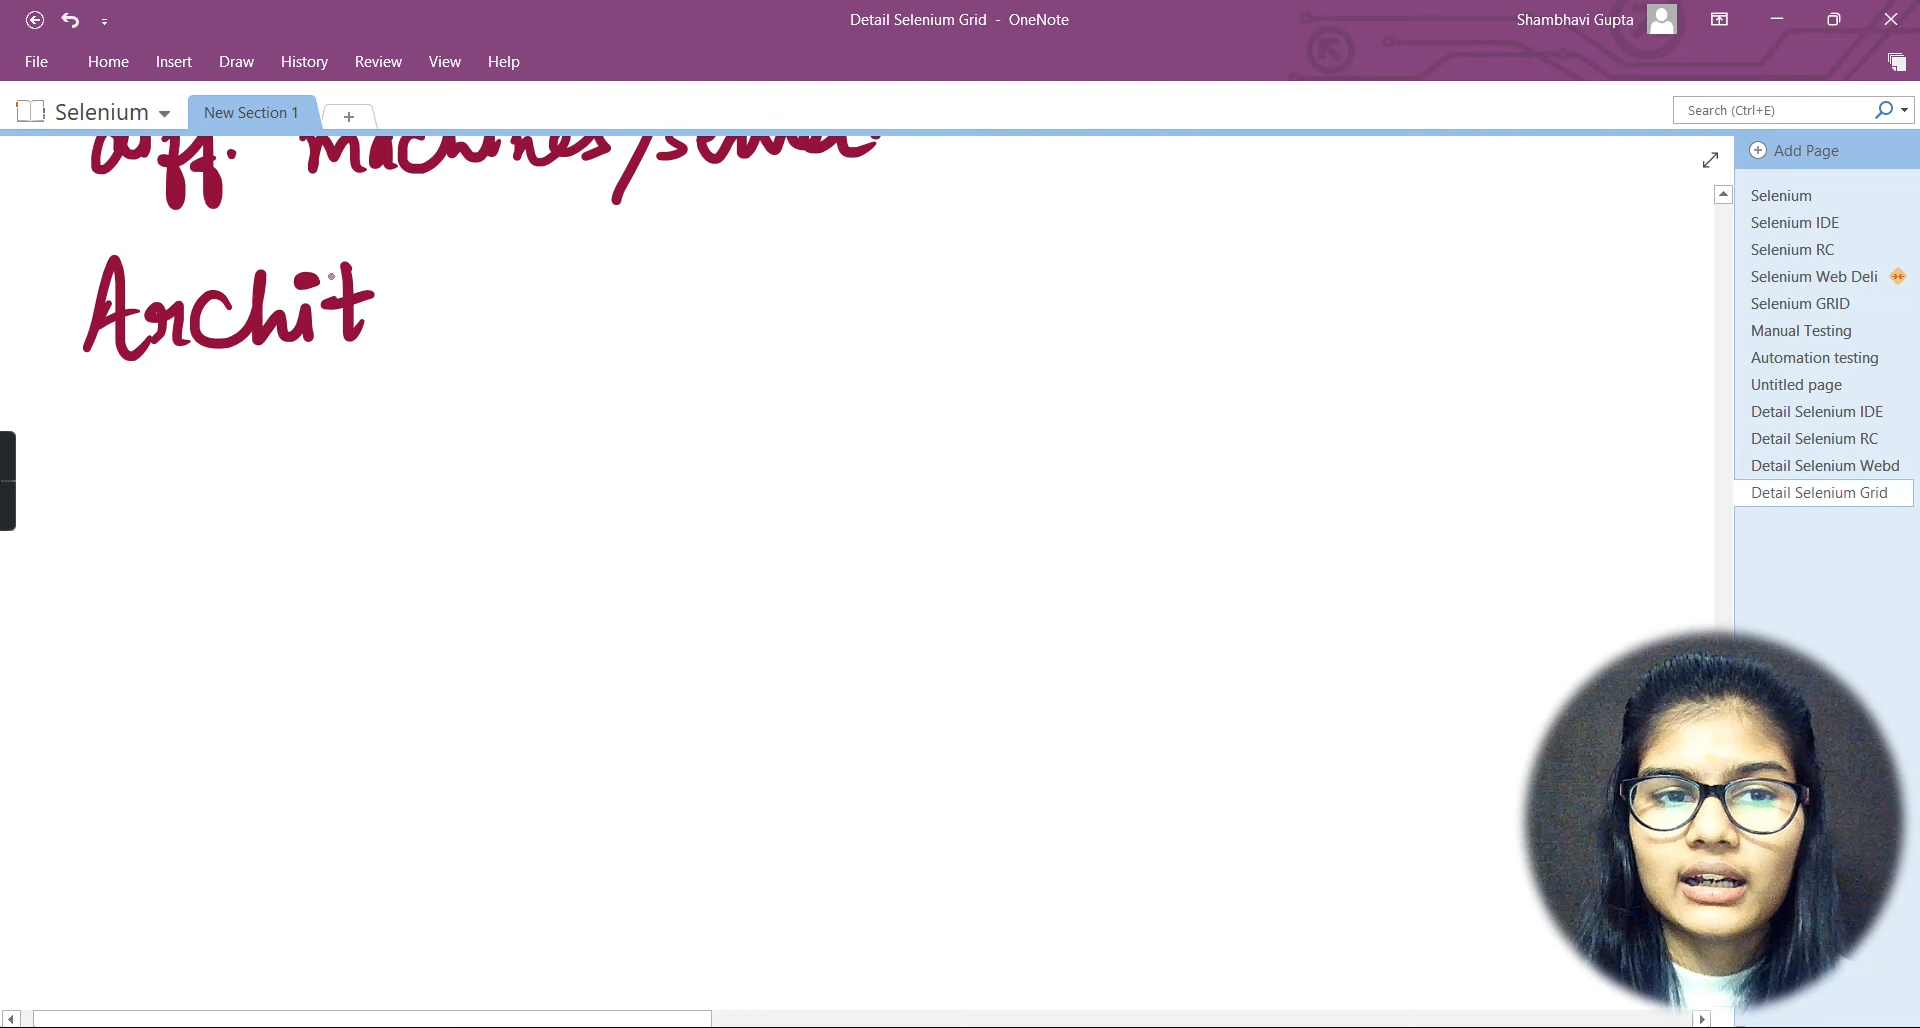 Detail Selenium Grid - OneNote
Shambhavi Gupta
File Home Insert Draw History Review View Help
Selenium
New Section 1
+
Search (Ctrl+E)
diff. machines/server.
Archit
Add Page
Selenium
Selenium IDE
Selenium RC
Selenium Web Deli
Selenium GRID
Manual Testing
Automation testing
Untitled page
Detail Selenium IDE
Detail Selenium RC
Detail Selenium Webd
Detail Selenium Grid